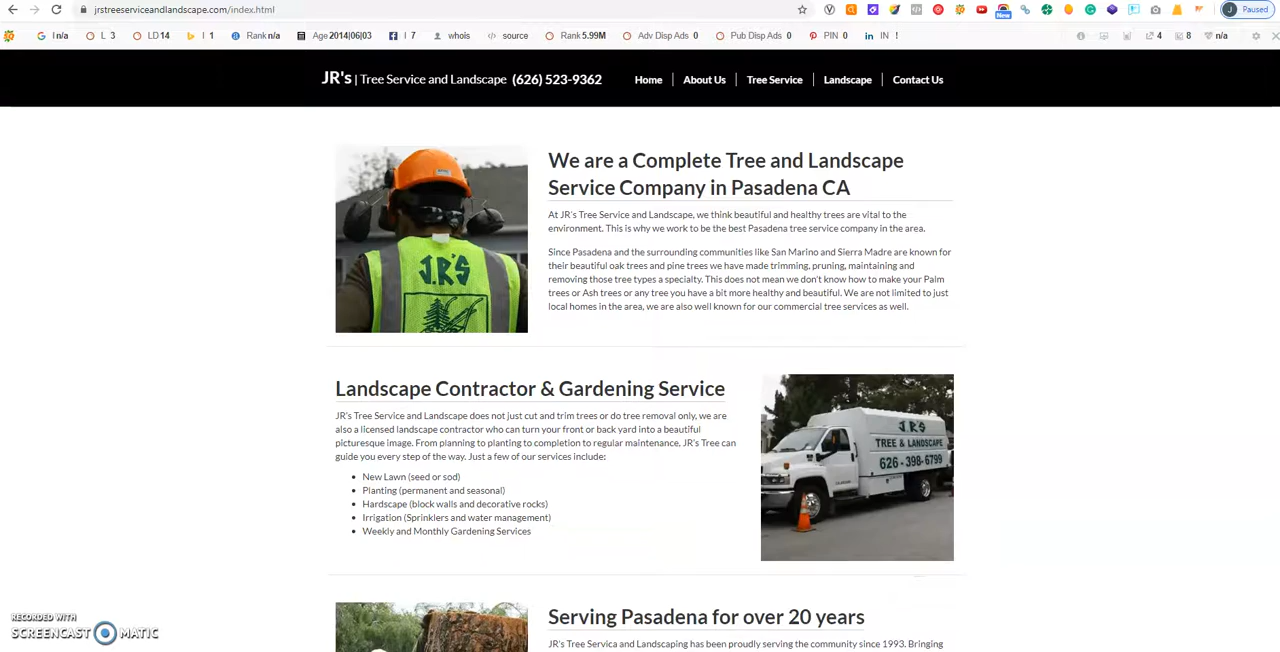 jrstreeserviceandlandscape.com/index.html
Paused
New
I n/a
L 3
LD 14
I 1
Rank n/a
Age 2014|06|03
I 7
whois
source
Rank 5.99M
Adv Disp Ads 0
Pub Disp Ads 0
PIN 0
IN !
4
8
n/a
JR's | Tree Service and Landscape (626) 523-9362
Home
About Us
Tree Service
Landscape
Contact Us
J.R'S
We are a Complete Tree and Landscape
Service Company in Pasadena CA
At JR's Tree Service and Landscape, we think beautiful and healthy trees are vital to the
environment. This is why we work to be the best Pasadena tree service company in the area.
Since Pasadena and the surrounding communities like San Marino and Sierra Madre are known for
their beautiful oak trees and pine trees we have made trimming, pruning, maintaining and
removing those tree types a specialty. This does not mean we don't know how to make your Palm
trees or Ash trees or any tree you have a bit more healthy and beautiful. We are not limited to just
local homes in the area, we are also well known for our commercial tree services as well.
Landscape Contractor & Gardening Service
JR's Tree Service and Landscape does not just cut and trim trees or do tree removal only, we are
also a licensed landscape contractor who can turn your front or back yard into a beautiful
picturesque image. From planning to planting to completion to regular maintenance, JR's Tree can
guide you every step of the way. Just a few of our services include:
New Lawn (seed or sod)
Planting (permanent and seasonal)
Hardscape (block walls and decorative rocks)
Irrigation (Sprinklers and water management)
Weekly and Monthly Gardening Services
J.R'S
TREE & LANDSCAPE
626-398-6799
Serving Pasadena for over 20 years
JR's Tree Servica and Landscaping has been proudly serving the community since 1993. Bringing
RECORDED WITH
SCREENCAST MATIC